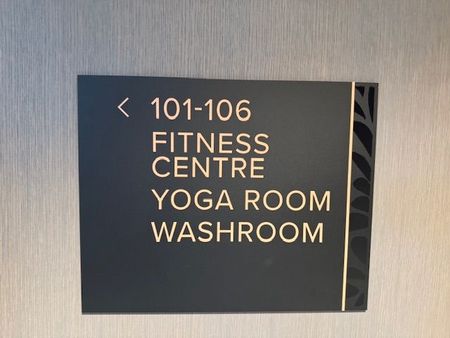 < 101-106
FITNESS
CENTRE
YOGA ROOM
WASHROOM